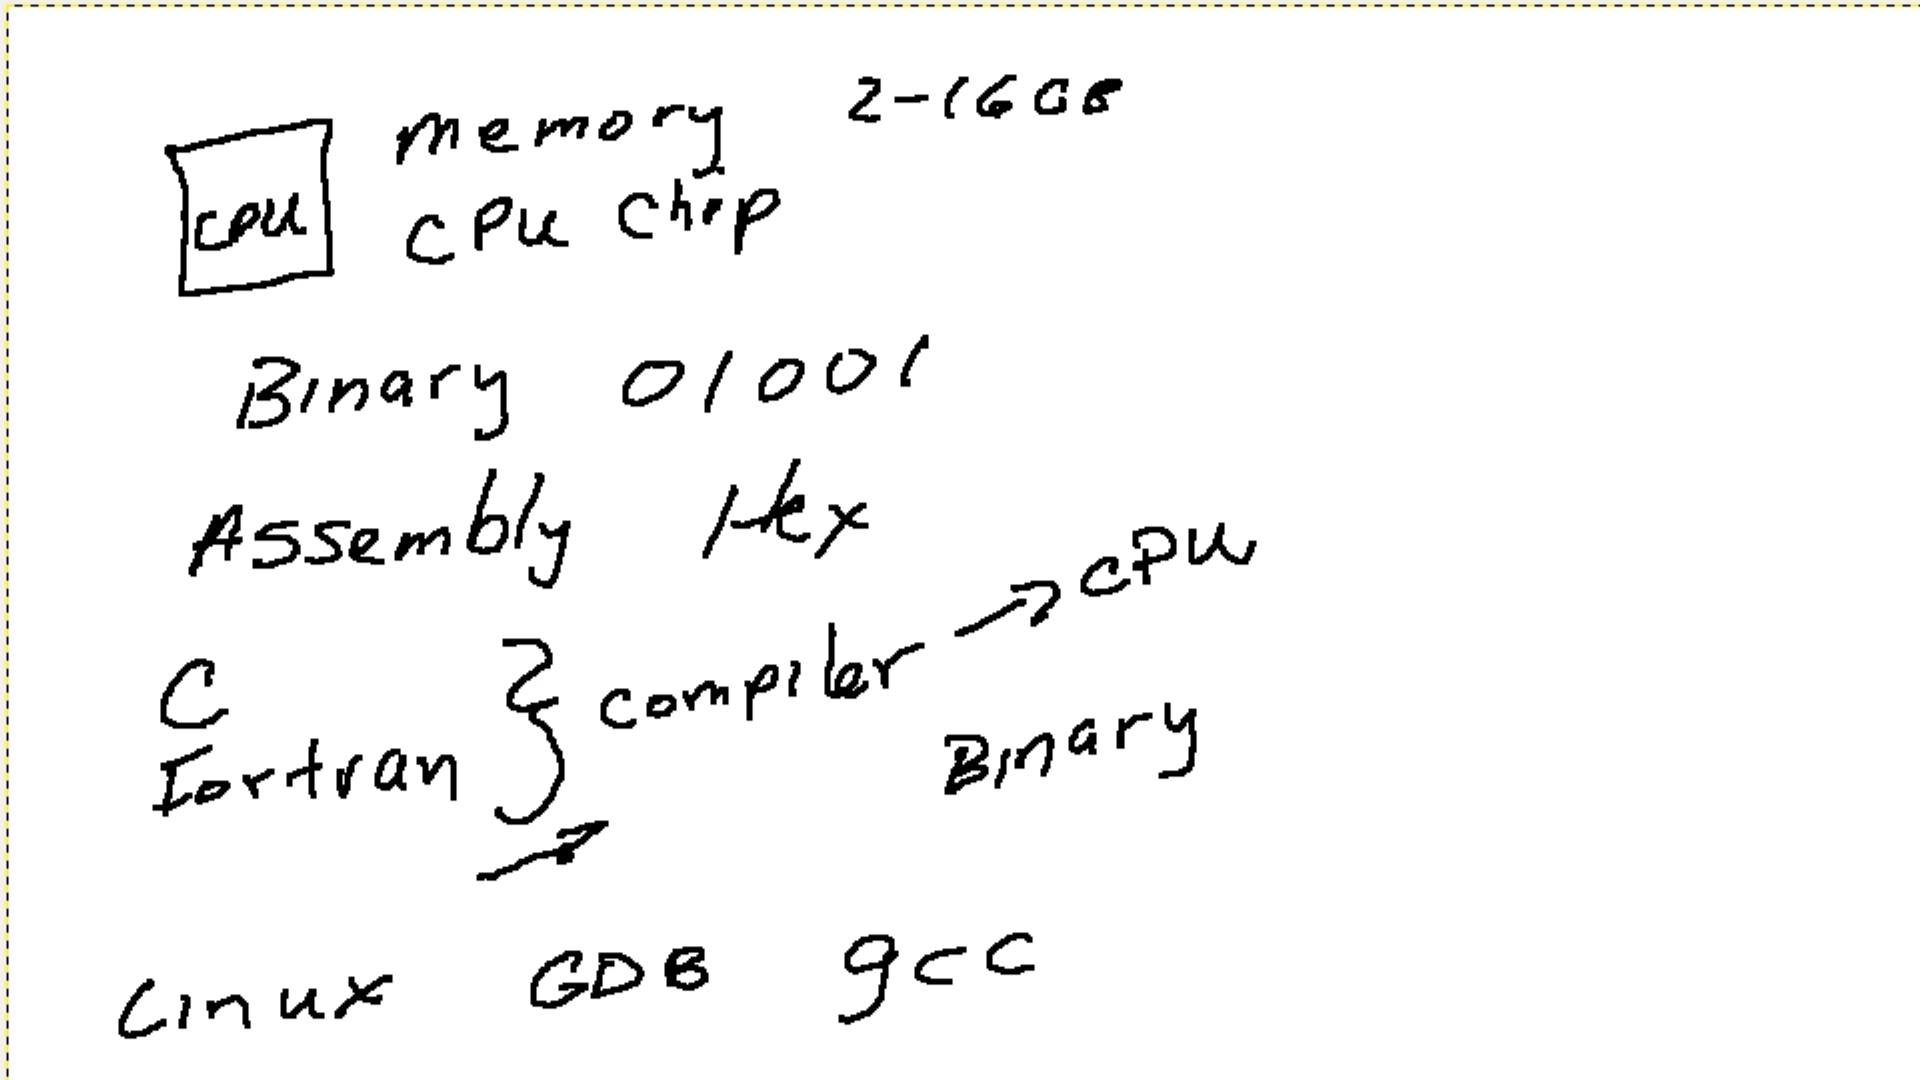 memory 2-16GB
CPU
CPU Chip
Binary 01001
Assembly Hex
C } compiler → CPU
Fortran
Binary
Linux GDB gcc